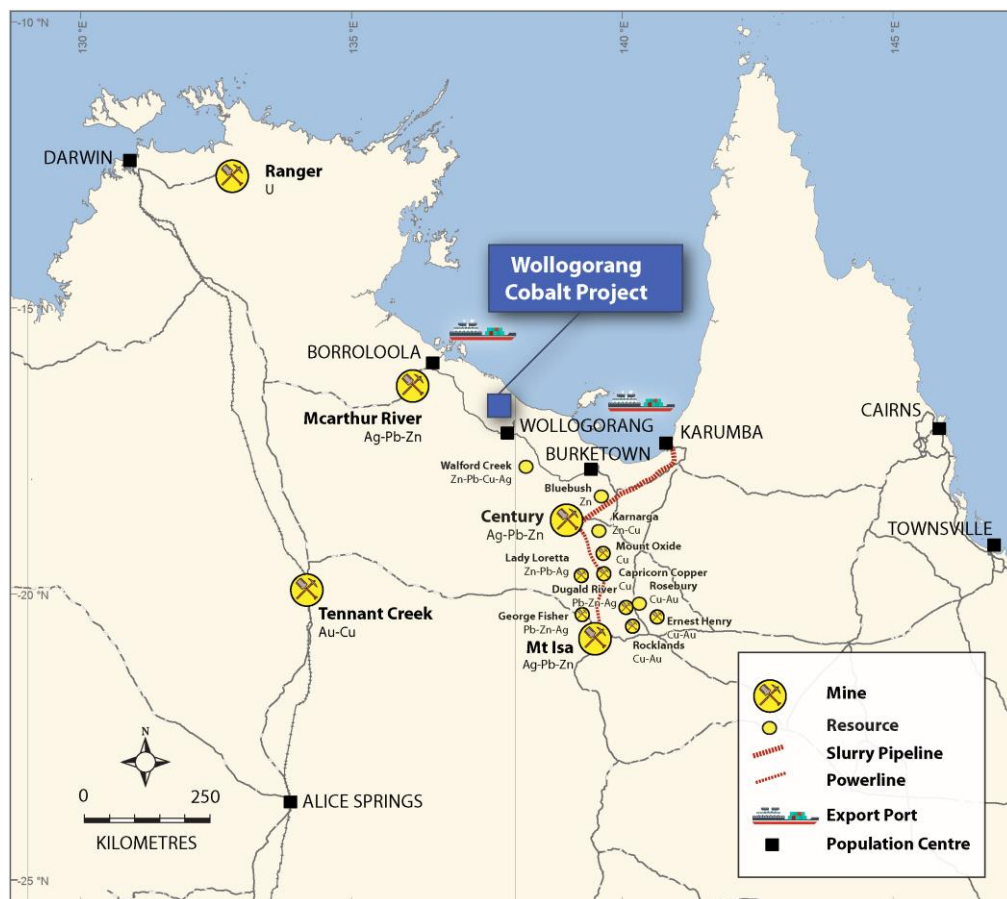 -10 °N
130 °E
135 °E
140 °E
145 °E
DARWIN
Ranger
U
Wollogorang
Cobalt Project
-15 °N
BORROLOOLA
Mcarthur River
Ag-Pb-Zn
WOLLOGORANG
KARUMBA
CAIRNS
BURKETOWN
Walford Creek
Zn-Pb-Cu-Ag
Bluebush
Zn
Century
Ag-Pb-Zn
Karnarga
Zn-Cu
TOWNSVILLE
Mount Oxide
Cu
Lady Loretta
Zn-Pb-Ag
Capricorn Copper
Cu
-20 °N
Tennant Creek
Au-Cu
Dugald River
Pb-Zn-Ag
Rosebury
Cu-Au
George Fisher
Pb-Zn-Ag
Ernest Henry
Cu-Au
Mt Isa
Ag-Pb-Zn
Rocklands
Cu-Au
N
0 250
KILOMETRES
ALICE SPRINGS
Mine
Resource
Slurry Pipeline
Powerline
Export Port
Population Centre
-25 °N